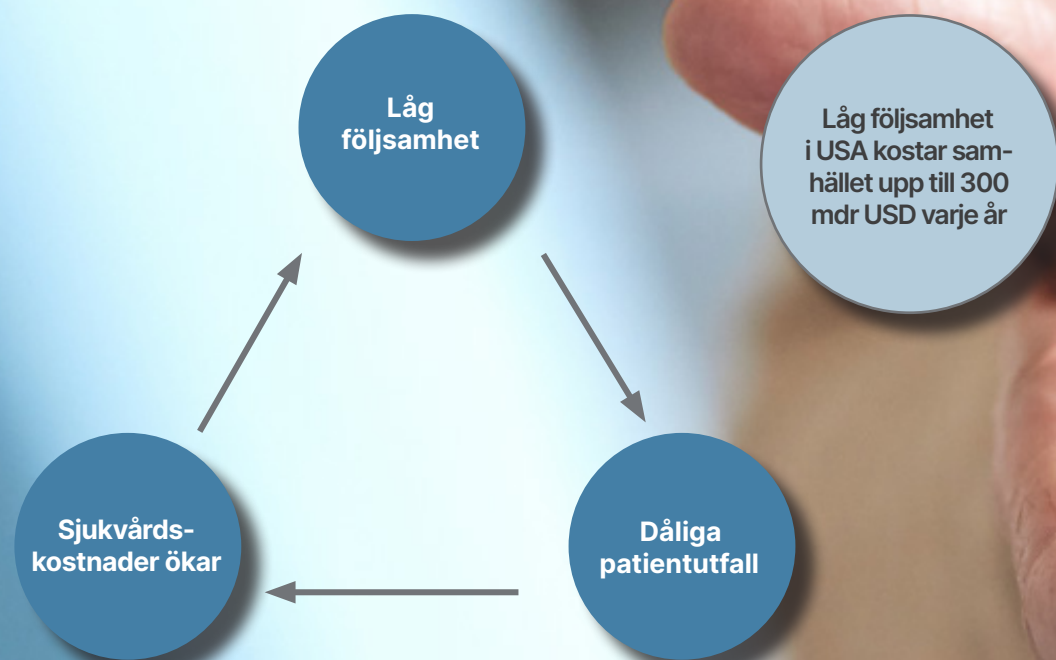 Låg
följsamhet
Låg följsamhet
i USA kostar sam-
hället upp till 300
mdr USD varje år
Sjukvårds-
kostnader ökar
Dåliga
patientutfall